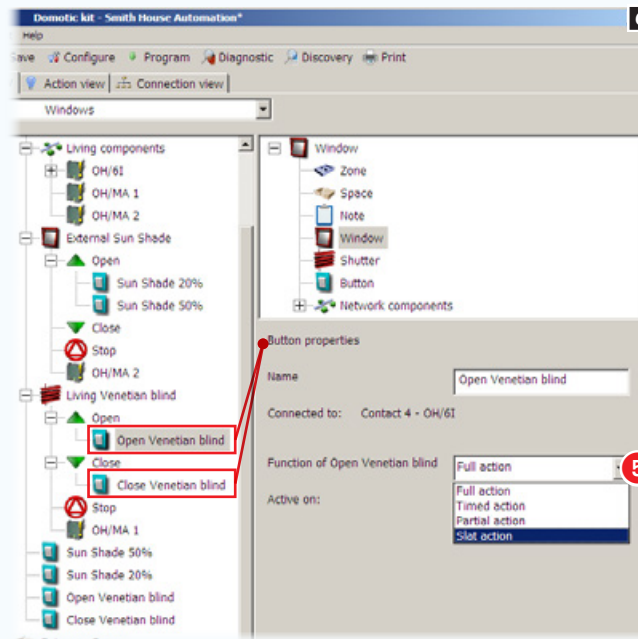 Domotic kit - Smith House Automation*
Help
ave Configure Program Diagnostic Discovery Print
Action view Connection view
Windows
Living components
OH/6I
OH/MA 1
OH/MA 2
External Sun Shade
Open
Sun Shade 20%
Sun Shade 50%
Close
Stop
OH/MA 2
Living Venetian blind
Open
Open Venetian blind
Close
Close Venetian blind
Stop
OH/MA 1
Sun Shade 50%
Sun Shade 20%
Open Venetian blind
Close Venetian blind
Window
Zone
Space
Note
Window
Shutter
Button
Network components
Button properties
Name Open Venetian blind
Connected to: Contact 4 - OH/6I
Function of Open Venetian blind Full action
5
Active on:
Full action
Timed action
Partial action
Slat action